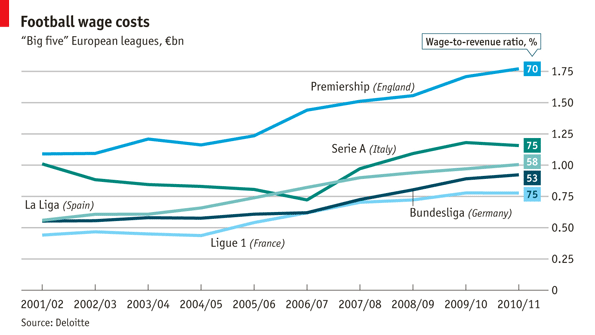 Football wage costs
“Big five” European leagues, €bn
Wage-to-revenue ratio, %
70
1.75
Premiership (England)
1.50
1.25
Serie A (Italy)
75
58
1.00
53
La Liga (Spain)
75
0.75
Bundesliga (Germany)
0.50
Ligue 1 (France)
0.25
0
2001/02 2002/03 2003/04 2004/05 2005/06 2006/07 2007/08 2008/09 2009/10 2010/11
Source: Deloitte